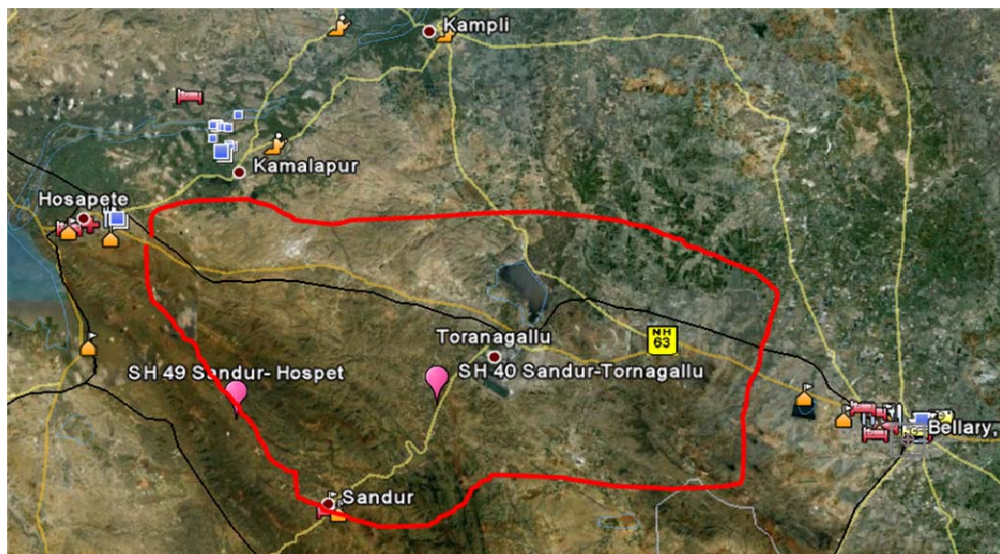 Kampli
Kamalapur
Hosapete
Toranagallu
NH
63
SH 49 Sandur- Hospet
SH 40 Sandur-Tornagallu
Bellary,
Sandur